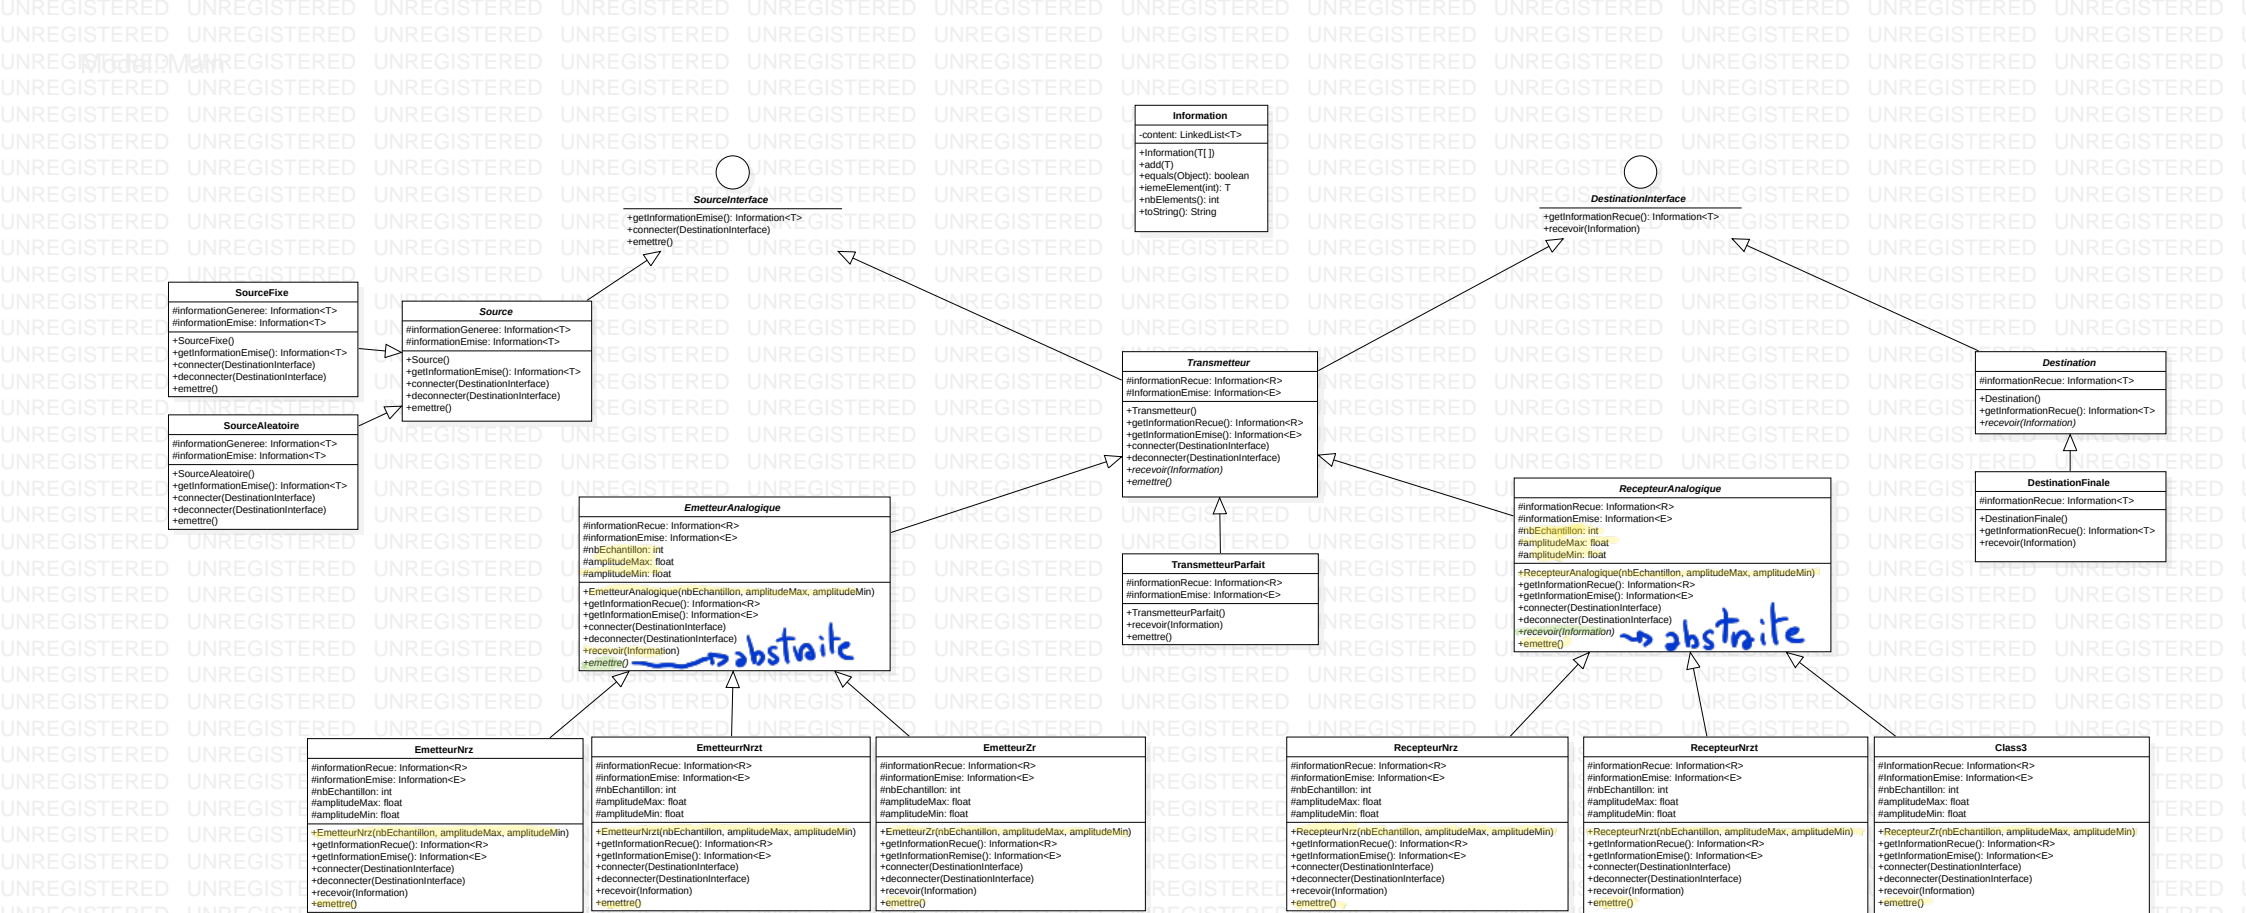 Model::Main
Information
-content: LinkedList<T>
+Information(T[ ])
+add(T)
+equals(Object): boolean
+iemeElement(int): T
+nbElements(): int
+toString(): String
SourceInterface
+getInformationEmise(): Information<T>
+connecter(DestinationInterface)
+emettre()
DestinationInterface
+getInformationRecue(): Information<T>
+recevoir(Information)
SourceFixe
#informationGeneree: Information<T>
#informationEmise: Information<T>
+SourceFixe()
+getInformationEmise(): Information<T>
+connecter(DestinationInterface)
+deconnecter(DestinationInterface)
+emettre()
Source
#informationGeneree: Information<T>
#informationEmise: Information<T>
+Source()
+getInformationEmise(): Information<T>
+connecter(DestinationInterface)
+deconnecter(DestinationInterface)
+emettre()
SourceAleatoire
#informationGeneree: Information<T>
#informationEmise: Information<T>
+SourceAleatoire()
+getInformationEmise(): Information<T>
+connecter(DestinationInterface)
+deconnecter(DestinationInterface)
+emettre()
Transmetteur
#informationRecue: Information<R>
#InformationEmise: Information<E>
+Transmetteur()
+getInformationRecue(): Information<R>
+getInformationEmise(): Information<E>
+connecter(DestinationInterface)
+deconnecter(DestinationInterface)
+recevoir(Information)
+emettre()
Destination
#informationRecue: Information<T>
+Destination()
+getInformationRecue(): Information<T>
+recevoir(Information)
DestinationFinale
#informationRecue: Information<T>
+DestinationFinale()
+getInformationRecue(): Information<T>
+recevoir(Information)
EmetteurAnalogique
#informationRecue: Information<R>
#informationEmise: Information<E>
#nbEchantillon: int
#amplitudeMax: float
#amplitudeMin: float
+EmetteurAnalogique(nbEchantillon, amplitudeMax, amplitudeMin)
+getInformationRecue(): Information<R>
+getInformationEmise(): Information<E>
+connecter(DestinationInterface)
+deconnecter(DestinationInterface)
+recevoir(Information)
+emettre() abstraite
TransmetteurParfait
#informationRecue: Information<R>
#informationEmise: Information<E>
+TransmetteurParfait()
+recevoir(Information)
+emettre()
RecepteurAnalogique
#informationRecue: Information<R>
#informationEmise: Information<E>
#nbEchantillon: int
#amplitudeMax: float
#amplitudeMin: float
+RecepteurAnalogique(nbEchantillon, amplitudeMax, amplitudeMin)
+getInformationRecue(): Information<R>
+getInformationEmise(): Information<E>
+connecter(DestinationInterface)
+deconnecter(DestinationInterface)
+recevoir(Information) abstraite
+emettre()
EmetteurNrz
#informationRecue: Information<R>
#informationEmise: Information<E>
#nbEchantillon: int
#amplitudeMax: float
#amplitudeMin: float
+EmetteurNrz(nbEchantillon, amplitudeMax, amplitudeMin)
+getInformationRecue(): Information<R>
+getInformationEmise(): Information<E>
+connecter(DestinationInterface)
+deconnecter(DestinationInterface)
+recevoir(Information)
+emettre()
EmetteurrNrzt
#informationRecue: Information<R>
#informationEmise: Information<E>
#nbEchantillon: int
#amplitudeMax: float
#amplitudeMin: float
+EmetteurNrzt(nbEchantillon, amplitudeMax, amplitudeMin)
+getInformationRecue(): Information<R>
+getInformationEmise(): Information<E>
+connecter(DestinationInterface)
+deconnecter(DestinationInterface)
+recevoir(Information)
+emettre()
EmetteurZr
#informationRecue: Information<R>
#informationEmise: Information<E>
#nbEchantillon: int
#amplitudeMax: float
#amplitudeMin: float
+EmetteurZr(nbEchantillon, amplitudeMax, amplitudeMin)
+getInformationRecue(): Information<R>
+getInformationRemise(): Information<E>
+connecter(DestinationInterface)
+deconnecter(DestinationInterface)
+recevoir(Information)
+emettre()
RecepteurNrz
#informationRecue: Information<R>
#informationEmise: Information<E>
#nbEchantillon: int
#amplitudeMax: float
#amplitudeMin: float
+RecepteurNrz(nbEchantillon, amplitudeMax, amplitudeMin)
+getInformationRecue(): Information<R>
+getInformationEmise(): Information<E>
+connecter(DestinationInterface)
+deconnecter(DestinationInterface)
+recevoir(Information)
+emettre()
RecepteurNrzt
#informationRecue: Information<R>
#informationEmise: Information<E>
#nbEchantillon: int
#amplitudeMax: float
#amplitudeMin: float
+RecepteurNrzt(nbEchantillon, amplitudeMax, amplitudeMin)
+getInformationRecue(): Information<R>
+getInformationEmise(): Information<E>
+connecter(DestinationInterface)
+deconnecter(DestinationInterface)
+recevoir(Information)
+emettre()
Class3
#InformationRecue: Information<R>
#InformationEmise: Information<E>
#nbEchantillon: int
#amplitudeMax: float
#amplitudeMin: float
+RecepteurZr(nbEchantillon, amplitudeMax, amplitudeMin)
+getInformationRecue(): Information<R>
+getInformationEmise(): Information<E>
+connecter(DestinationInterface)
+deconnecter(DestinationInterface)
+recevoir(Information)
+emettre()
UNREGISTERED